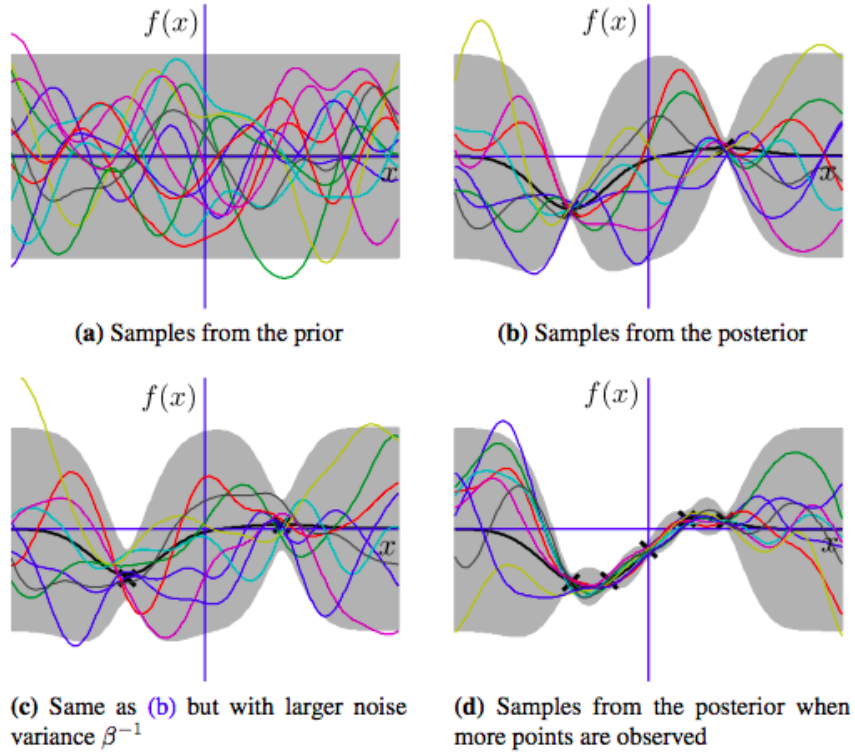 f(x)
x
(a) Samples from the prior
f(x)
x
(b) Samples from the posterior
f(x)
x
(c) Same as (b) but with larger noise
variance β⁻¹
f(x)
x
(d) Samples from the posterior when
more points are observed